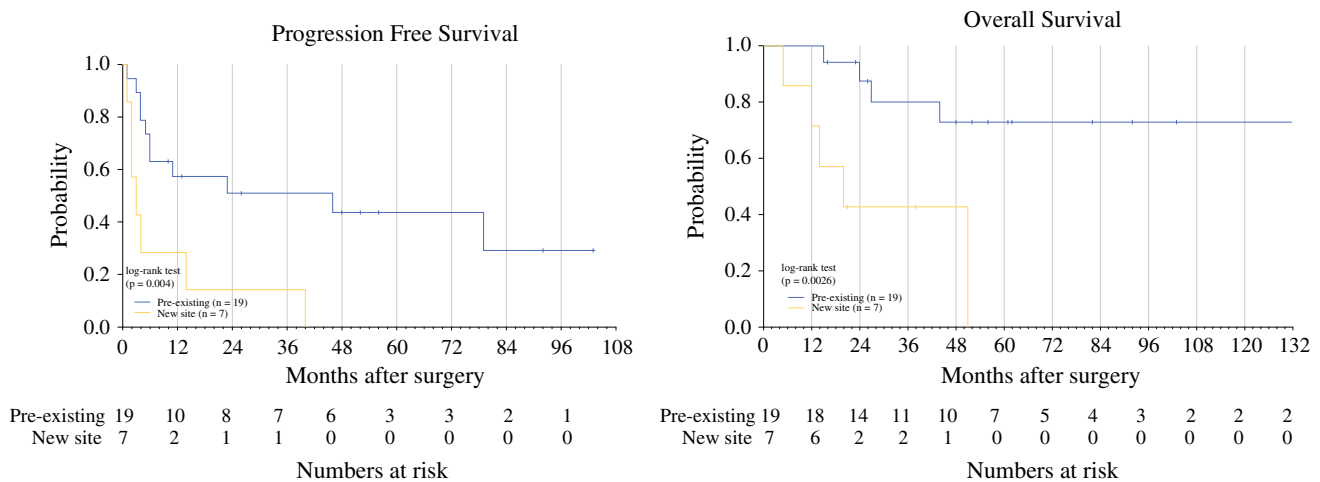 Progression Free Survival
1.0
0.8
0.6
0.4
0.2
0.0
Probability
log-rank test
(p = 0.004)
Pre-existing (n = 19)
New site (n = 7)
0 12 24 36 48 60 72 84 96 108
Months after surgery
Pre-existing 19 10 8 7 6 3 3 2 1
New site 7 2 1 1 0 0 0 0 0
Numbers at risk
Overall Survival
1.0
0.8
0.6
0.4
0.2
0.0
Probability
log-rank test
(p = 0.0026)
Pre-existing (n = 19)
New site (n = 7)
0 12 24 36 48 60 72 84 96 108 120 132
Months after surgery
Pre-existing 19 18 14 11 10 7 5 4 3 2 2 2
New site 7 6 2 2 1 0 0 0 0 0 0 0
Numbers at risk